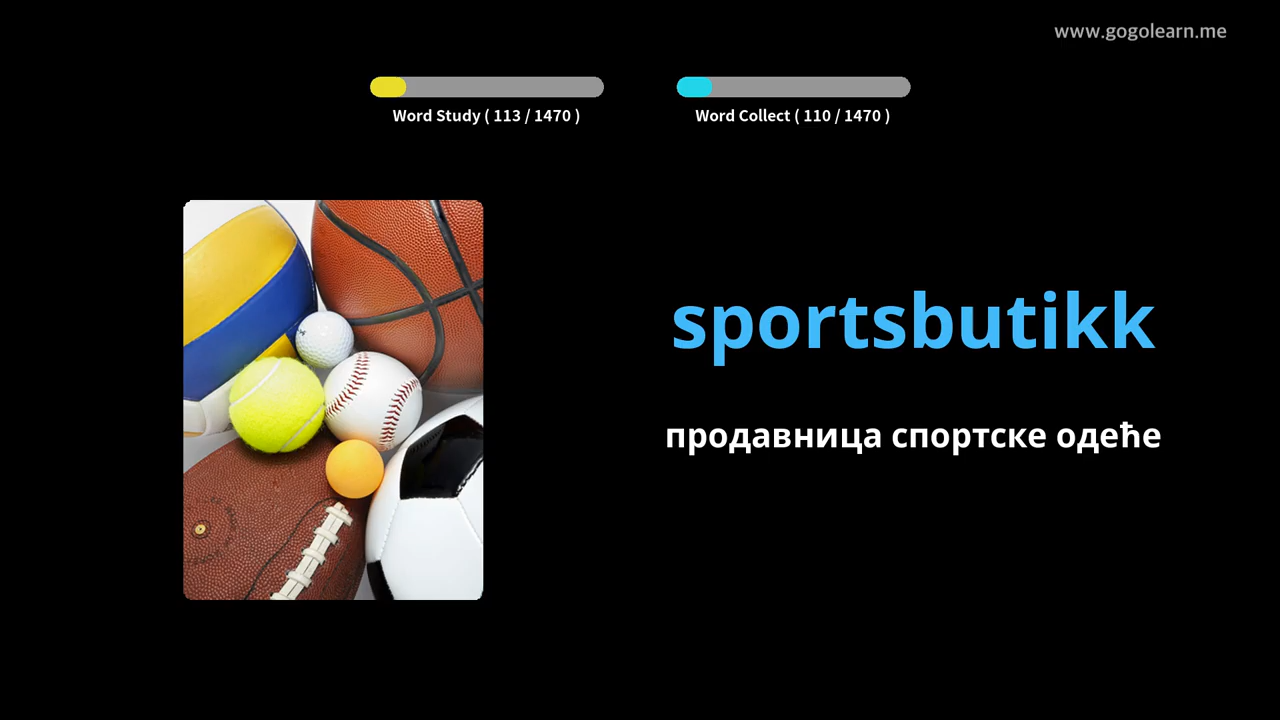 www.gogolearn.me
Word Study ( 113 / 1470 )
Word Collect ( 110 / 1470 )
sportsbutikk
продавница спортске одеће